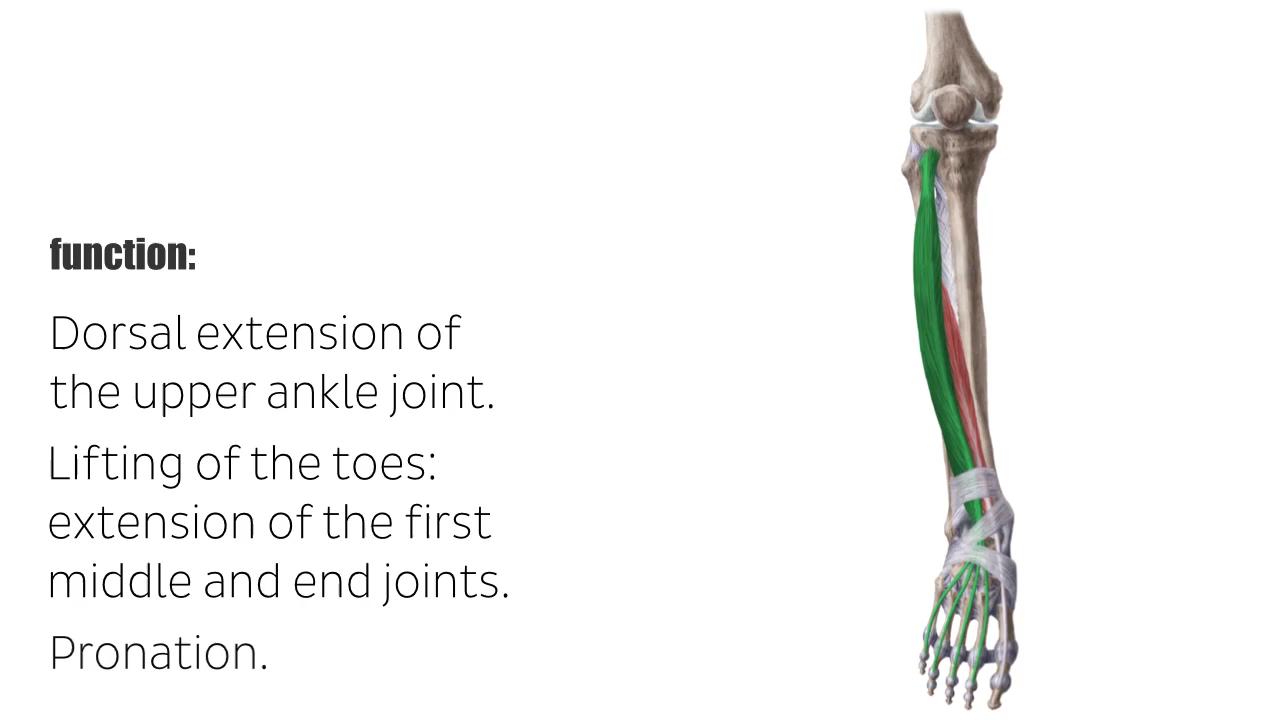 function:
Dorsal extension of
the upper ankle joint.
Lifting of the toes:
extension of the first
middle and end joints.
Pronation.